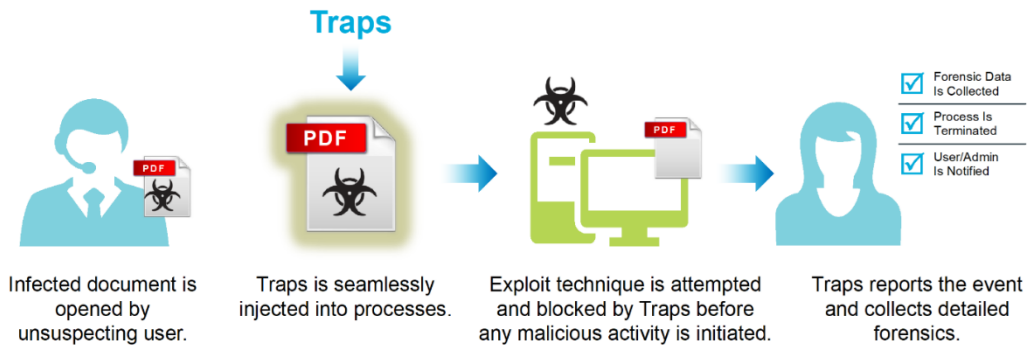 Traps
PDF
PDF
PDF
Forensic Data
Is Collected
Process Is
Terminated
User/Admin
Is Notified
Infected document is
opened by
unsuspecting user.
Traps is seamlessly
injected into processes.
Exploit technique is attempted
and blocked by Traps before
any malicious activity is initiated.
Traps reports the event
and collects detailed
forensics.